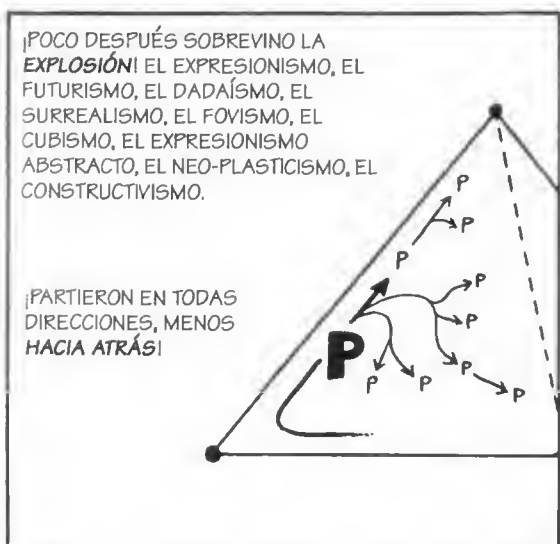 ¡POCO DESPUÉS SOBREVINO LA
EXPLOSIÓN! EL EXPRESIONISMO, EL
FUTURISMO, EL DADAÍSMO, EL
SURREALISMO, EL FOVISMO, EL
CUBISMO, EL EXPRESIONISMO
ABSTRACTO, EL NEO-PLASTICISMO, EL
CONSTRUCTIVISMO.
¡PARTIERON EN TODAS
DIRECCIONES, MENOS
HACIA ATRÁS!
P
P
P
P
P
P
P
P
P
P